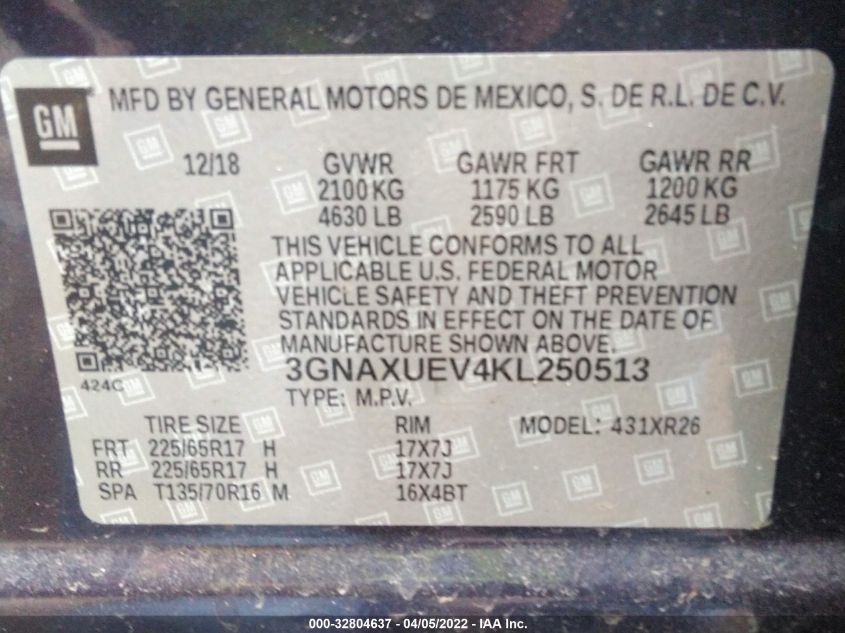 GM MFD BY GENERAL MOTORS DE MEXICO, S. DE R.L. DE C.V.
12/18 GVWR GAWR FRT GAWR RR
2100 KG 1175 KG 1200 KG
4630 LB 2590 LB 2645 LB
THIS VEHICLE CONFORMS TO ALL
APPLICABLE U.S. FEDERAL MOTOR
VEHICLE SAFETY AND THEFT PREVENTION
STANDARDS IN EFFECT ON THE DATE OF
MANUFACTURE SHOWN ABOVE.
424C 3GNAXUEV4KL250513
TYPE: M.P.V.
TIRE SIZE RIM MODEL: 431XR26
FRT 225/65R17 H 17X7J
RR 225/65R17 H 17X7J
SPA T135/70R16 M 16X4BT
000-32804637 - 04/05/2022 - IAA Inc.